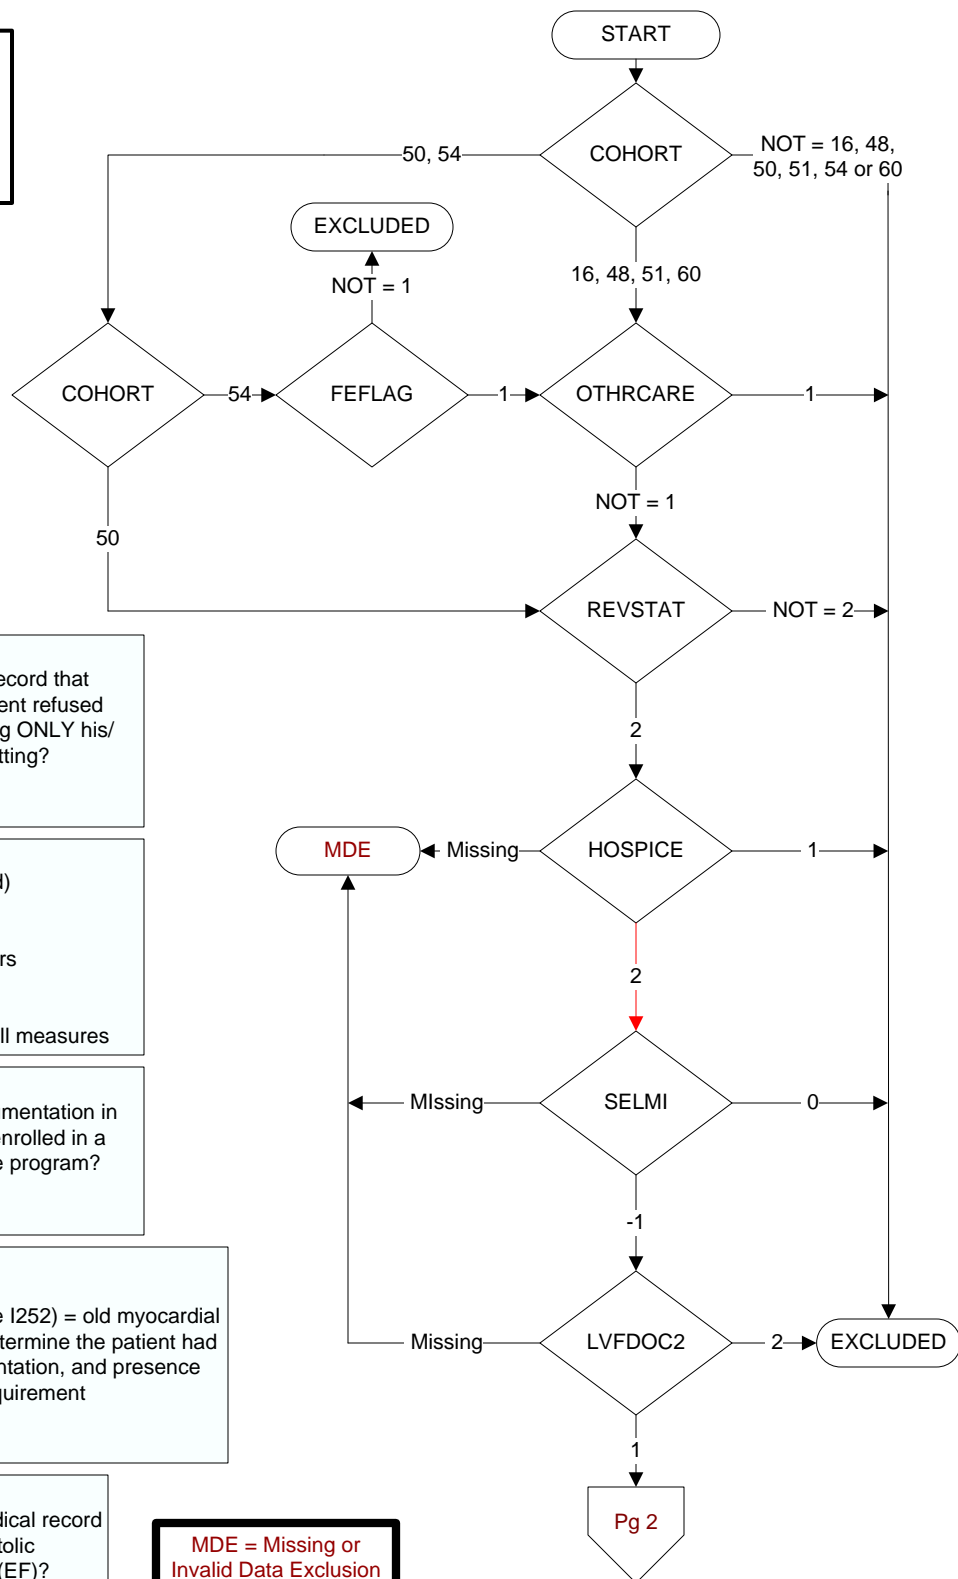 START
COHORT
50, 54
NOT = 16, 48,
50, 51, 54 or 60
EXCLUDED
NOT = 1
16, 48, 51, 60
COHORT
54
FEFLAG
1
OTHRCARE
1
NOT = 1
50
REVSTAT
NOT = 2
ecord that
ent refused
g ONLY his/
tting?
2
MDE
Missing
HOSPICE
1
d)
rs
ll measures
2
MIssing
SELMI
0
mentation in
enrolled in a
e program?
-1
e I252) = old myocardial
etermine the patient had
ntation, and presence
quirement
Missing
LVFDOC2
2
EXCLUDED
1
dical record
tolic
(EF)?
Pg 2
MDE = Missing or
Invalid Data Exclusion